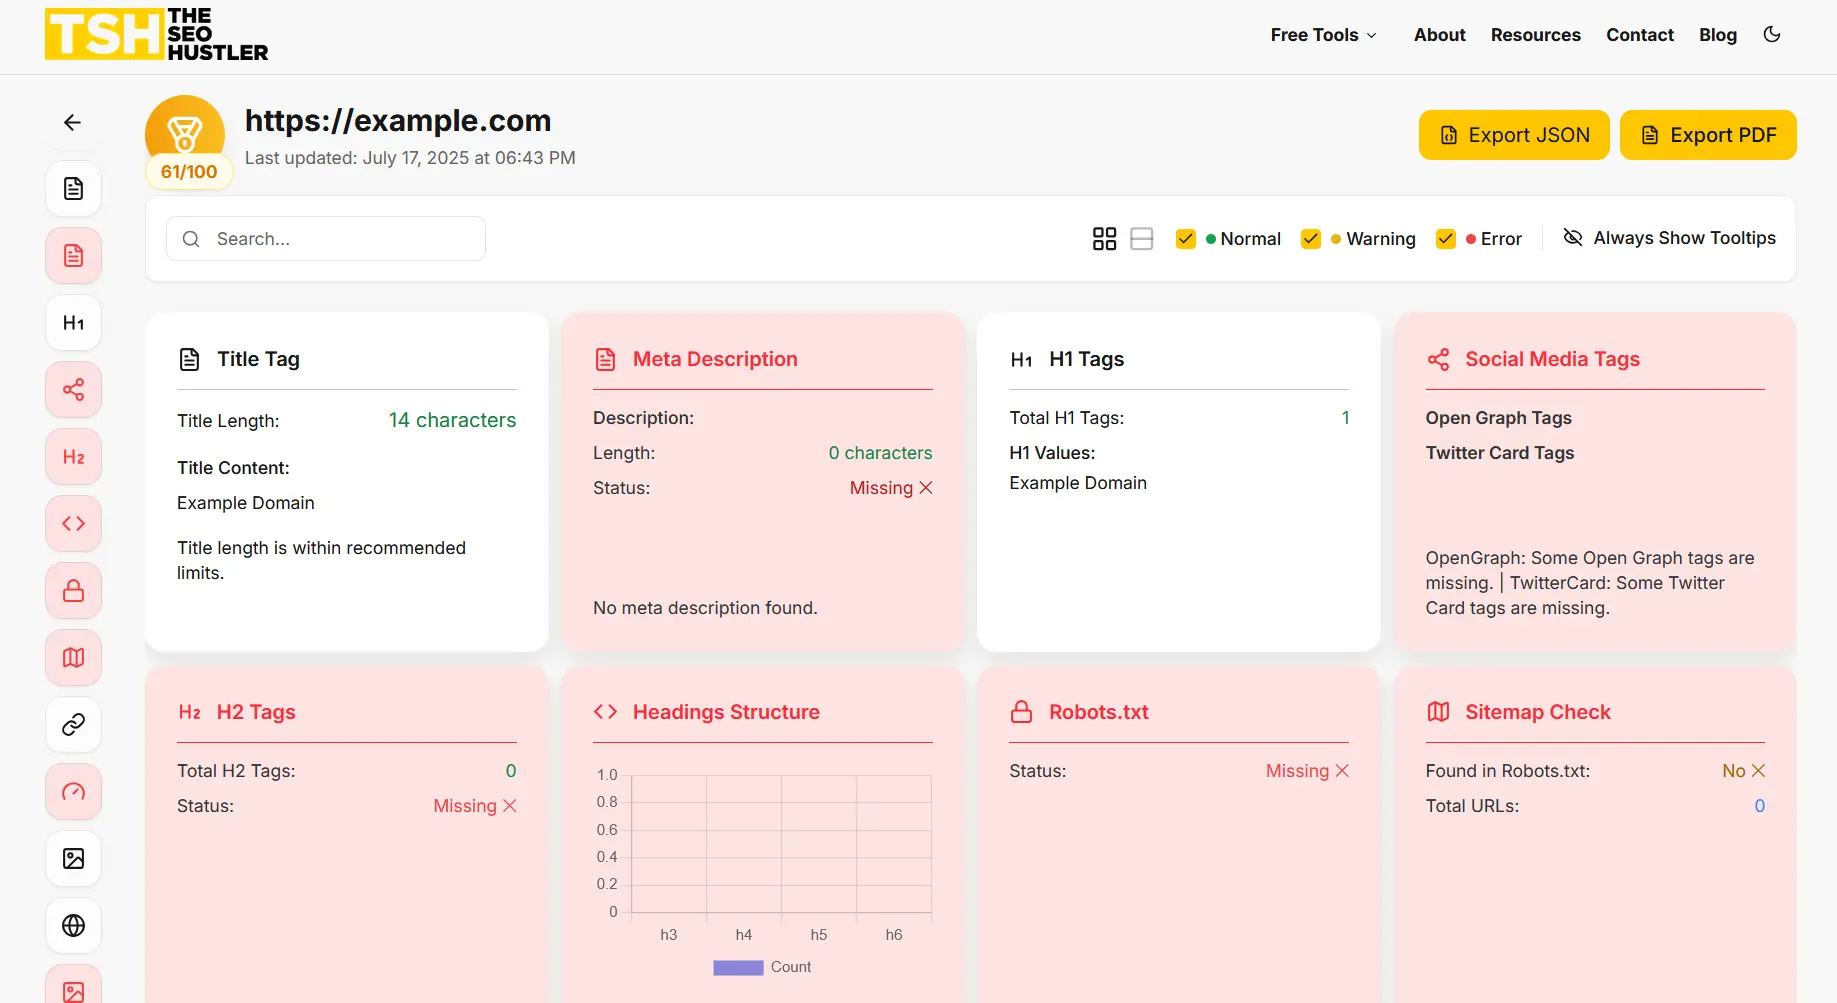 TSH THE
SEO
HUSTLER
Free Tools
About
Resources
Contact
Blog
61/100
https://example.com
Last updated: July 17, 2025 at 06:43 PM
Export JSON
Export PDF
Search...
Normal
Warning
Error
Always Show Tooltips
H1
H2
Title Tag
Title Length: 14 characters
Title Content:
Example Domain
Title length is within recommended
limits.
Meta Description
Description:
Length: 0 characters
Status: Missing
No meta description found.
H1 H1 Tags
Total H1 Tags: 1
H1 Values:
Example Domain
Social Media Tags
Open Graph Tags
Twitter Card Tags
OpenGraph: Some Open Graph tags are
missing. | TwitterCard: Some Twitter
Card tags are missing.
H2 H2 Tags
Total H2 Tags: 0
Status: Missing
Headings Structure
1.0
0.8
0.6
0.4
0.2
0
h3 h4 h5 h6
Count
Robots.txt
Status: Missing
Sitemap Check
Found in Robots.txt: No
Total URLs: 0